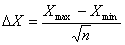 ΔX = (X_max − X_min) / √n